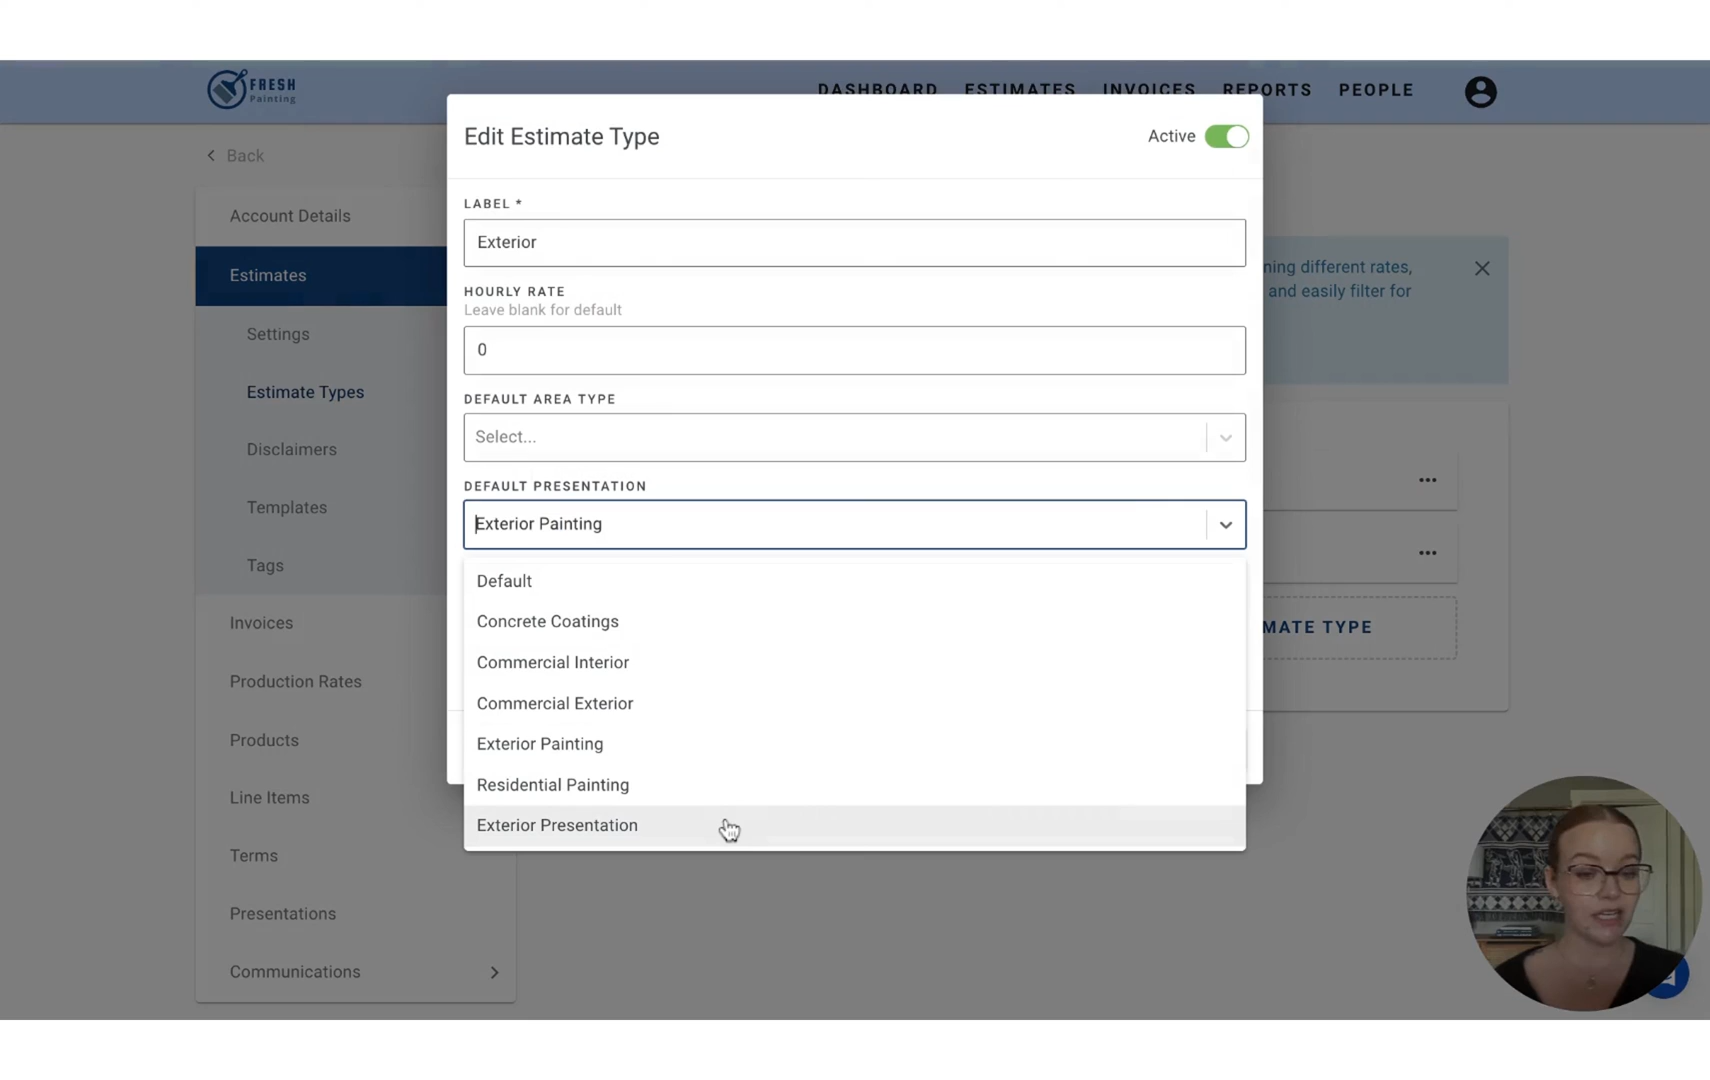 FRESH
Painting
DASHBOARD
ESTIMATES
INVOICES
REPORTS
PEOPLE
Back
Account Details
Estimates
Settings
Estimate Types
Disclaimers
Templates
Tags
Invoices
Production Rates
Products
Line Items
Terms
Presentations
Communications
Edit Estimate Type
Active
LABEL *
Exterior
HOURLY RATE
Leave blank for default
0
DEFAULT AREA TYPE
Select...
DEFAULT PRESENTATION
Exterior Painting
Default
Concrete Coatings
Commercial Interior
Commercial Exterior
Exterior Painting
Residential Painting
Exterior Presentation
different rates,
and easily filter for
TYPE